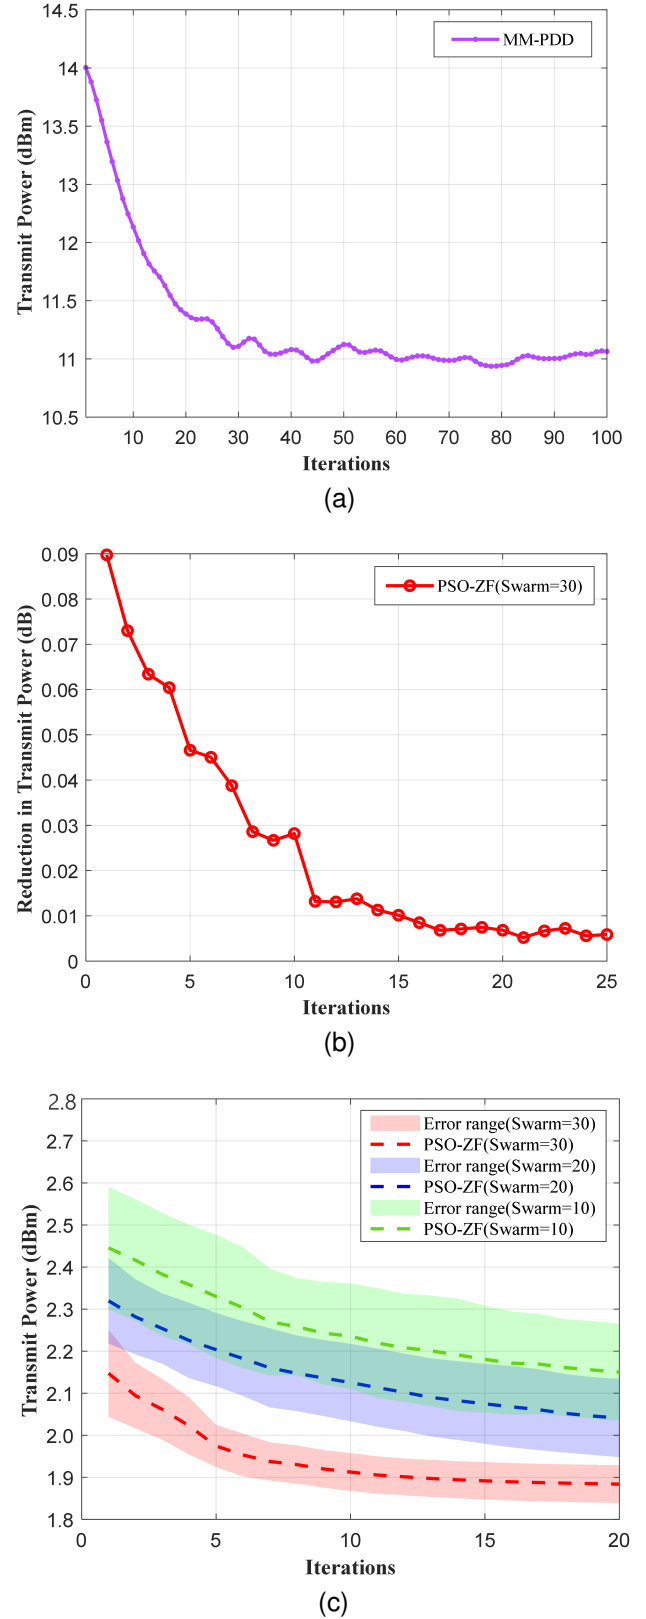 14.5
14
13.5
13
12
11.5
11
10.5
Transmit Power (dBm)
MM-PDD
10 20 30 40 50 60 70 80 90 100
Iterations
(a)
0.09
0.08
0.07
0.06
0.05
0.04
0.03
0.02
0.01
0
Reduction in Transmit Power (dB)
PSO-ZF(Swarm=30)
0 5 10 15 20 25
Iterations
(b)
2.8
2.7
2.6
2.5
2.4
2.3
2.2
2.1
2.0
1.9
1.8
Transmit Power (dBm)
Error range(Swarm=30)
PSO-ZF(Swarm=30)
Error range(Swarm=20)
PSO-ZF(Swarm=20)
Error range(Swarm=10)
PSO-ZF(Swarm=10)
0 5 10 15 20
Iterations
(c)